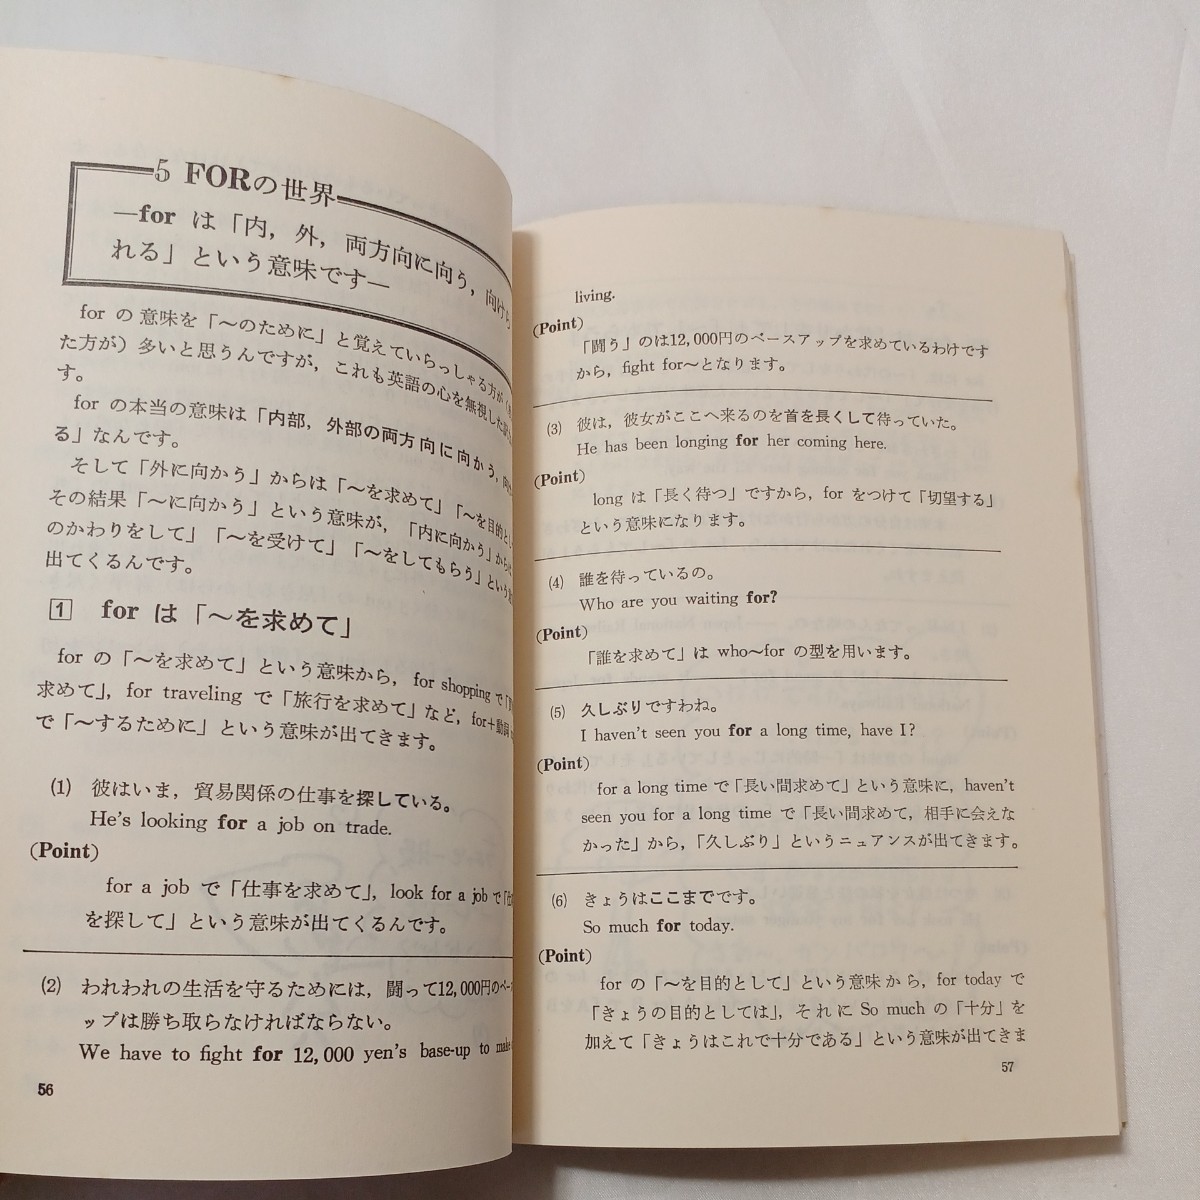 5 FORの世界
―for は「内，外，両方向に向う，向けら
れる」という意味です―
for の意味を「～のために」と覚えていらっしゃる方が
た方が）多いと思うんですが，これも英語の心を無視した
す。
for の本当の意味は「内部，外部の両方向に向かう，
る」なんです。
そして「外に向かう」からは「～を求めて」「～を目的とし
その結果「～に向かう」という意味が，「内に向かう」から
のかわりをして」「～を受けて」「～をしてもらう」という
出てくるんです。
1 for は「～を求めて」
for の「～を求めて」という意味から，for shopping で「
求めて」，for traveling で「旅行を求めて」など，for＋動詞
で「～するために」という意味が出てきます。
(1) 彼はいま，貿易関係の仕事を探している。
He's looking for a job on trade.
(Point)
for a job で「仕事を求めて」，look for a job で「
を探して」という意味が出てくるんです。
(2) われわれの生活を守るためには，闘って12,000円のベー
ップは勝ち取らなければならない。
We have to fight for 12,000 yen's base-up to make
56
living.
(Point)
「闘う」のは12,000円のベースアップを求めているわけです
から，fight for～となります。
(3) 彼は，彼女がここへ来るのを首を長くして待っていた。
He has been longing for her coming here.
(Point)
long は「長く待つ」ですから，for をつけて「切望する」
という意味になります。
(4) 誰を待っているの。
Who are you waiting for?
(Point)
「誰を求めて」は who～for の型を用います。
(5) 久しぶりですわね。
I haven't seen you for a long time, have I?
(Point)
for a long time で「長い間求めて」という意味に，haven't
seen you for a long time で「長い間求めて，相手に会えな
かった」から，「久しぶり」というニュアンスが出てきます。
(6) きょうはここまでです。
So much for today.
(Point)
for の「～を目的として」という意味から，for today で
「きょうの目的としては」，それに So much の「十分」を
加えて「きょうはこれで十分である」という意味が出てきま
57